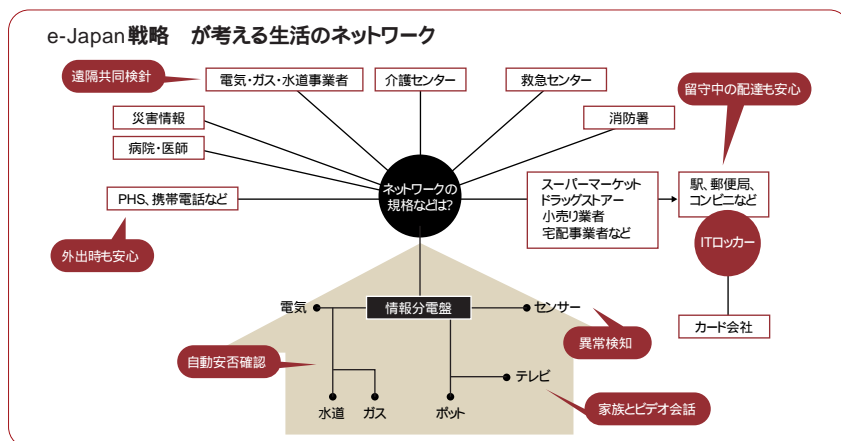 e-Japan戦略　が考える生活のネットワーク
遠隔共同検針
電気・ガス・水道事業者
介護センター
救急センター
留守中の配達も安心
災害情報
消防署
病院・医師
ネットワークの
規格などは?
スーパーマーケット
ドラッグストアー
小売り業者
宅配事業者など
駅、郵便局、
コンビニなど
PHS、携帯電話など
外出時も安心
ITロッカー
電気
情報分電盤
センサー
カード会社
異常検知
自動安否確認
テレビ
水道
ガス
ポット
家族とビデオ会話